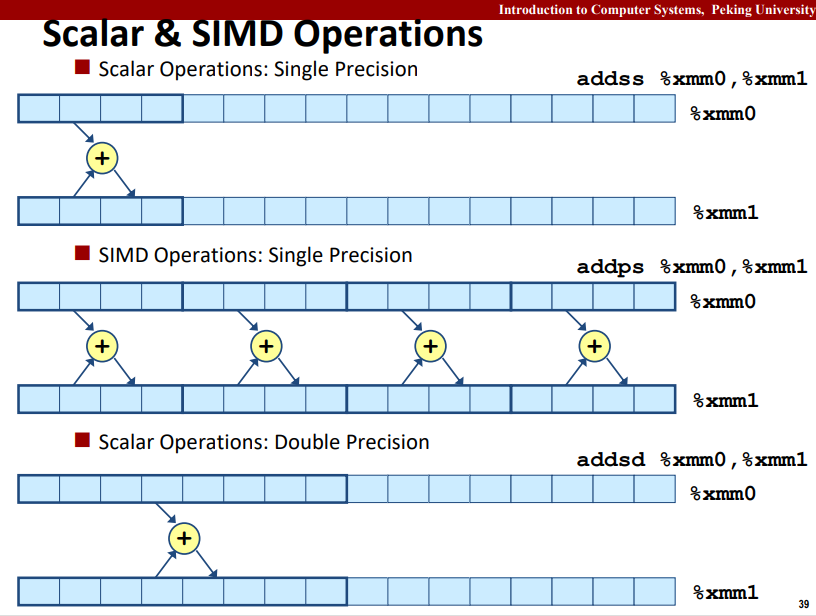 Introduction to Computer Systems, Peking University
Scalar & SIMD Operations
Scalar Operations: Single Precision
addss %xmm0,%xmm1
%xmm0
+
%xmm1
SIMD Operations: Single Precision
addps %xmm0,%xmm1
%xmm0
+ + + +
%xmm1
Scalar Operations: Double Precision
addsd %xmm0,%xmm1
%xmm0
+
%xmm1
39